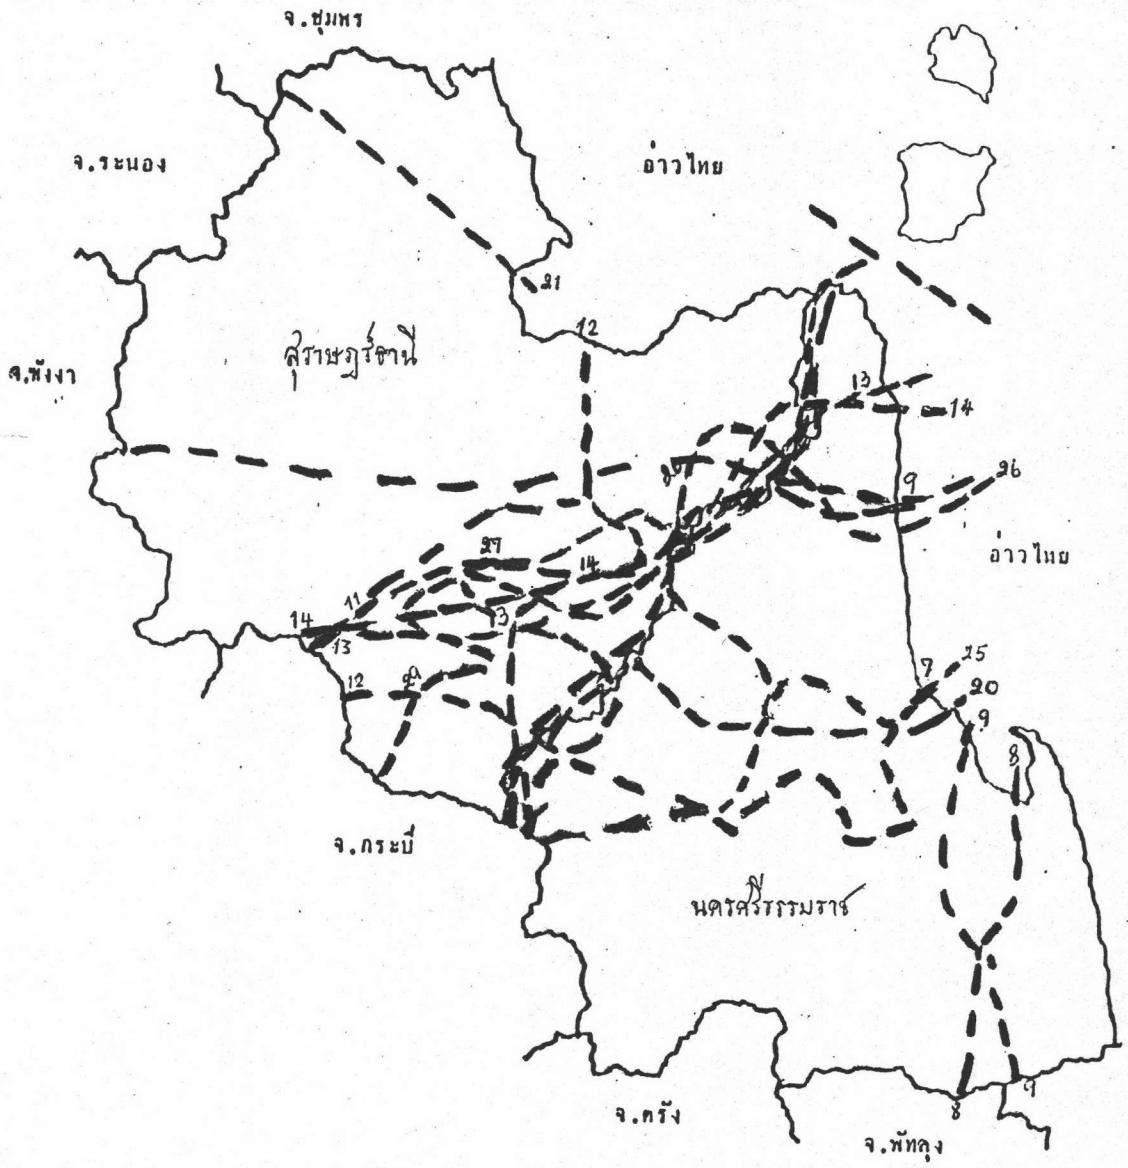 จ.ชุมพร
จ.ระนอง
อ่าวไทย
21
สุราษฎร์ธานี
12
จ.พังงา
13
14
26
9
26
อ่าวไทย
27
14
11
14
3
13
12
29
7
25
20
9
8
จ.กระบี่
นครศรีธรรมราช
8
9
จ.ตรัง
จ.พัทลุง